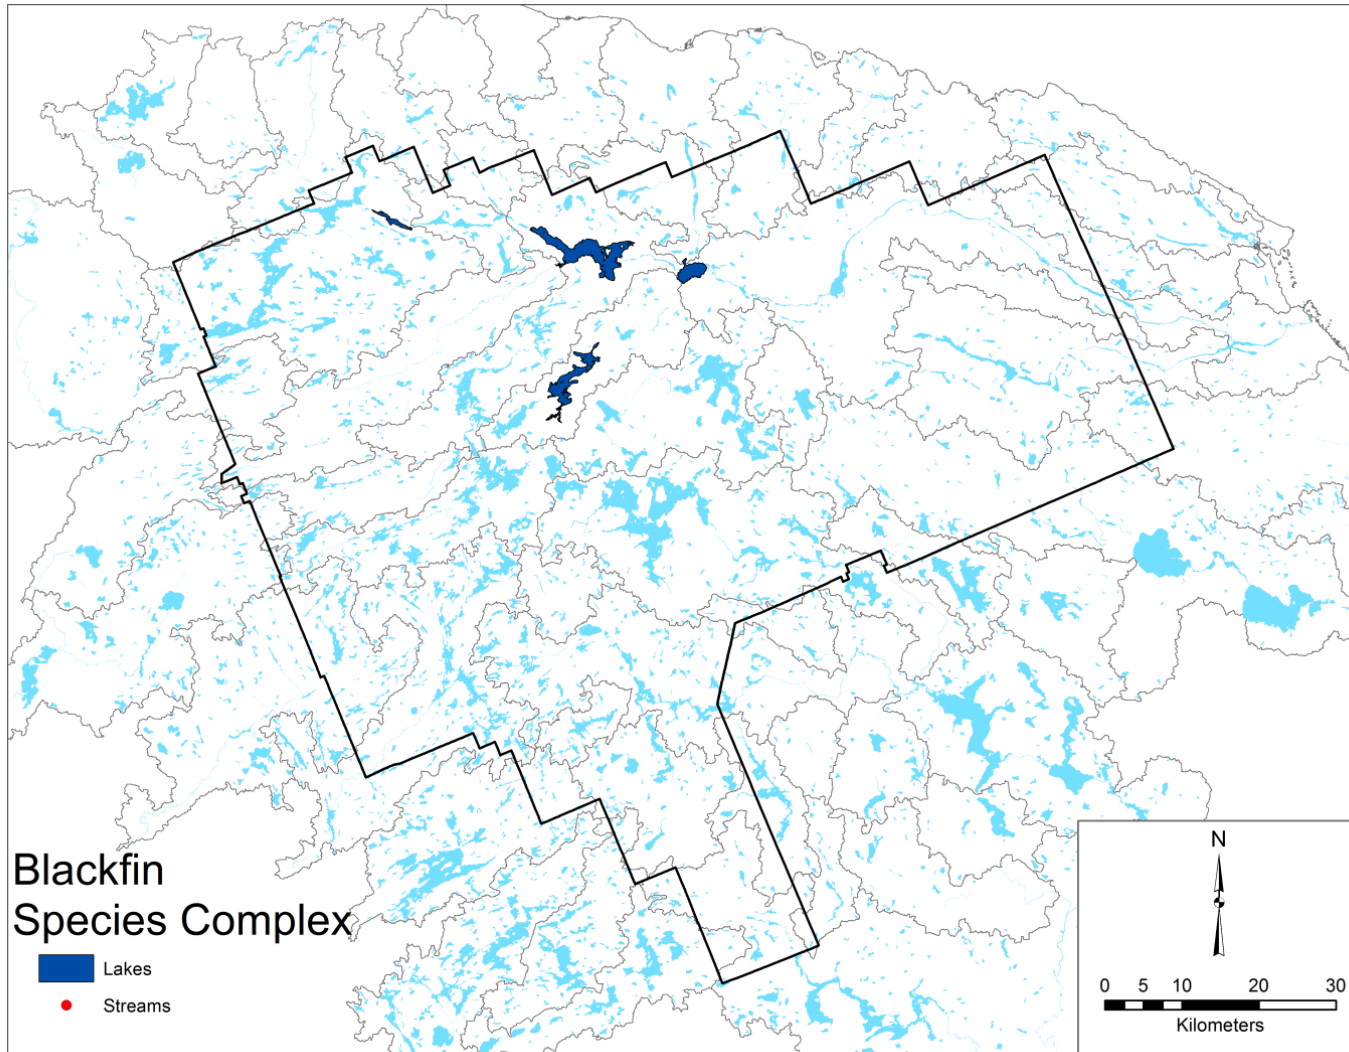 Blackfin
Species Complex
Lakes
Streams
N
0 5 10 20 30
Kilometers